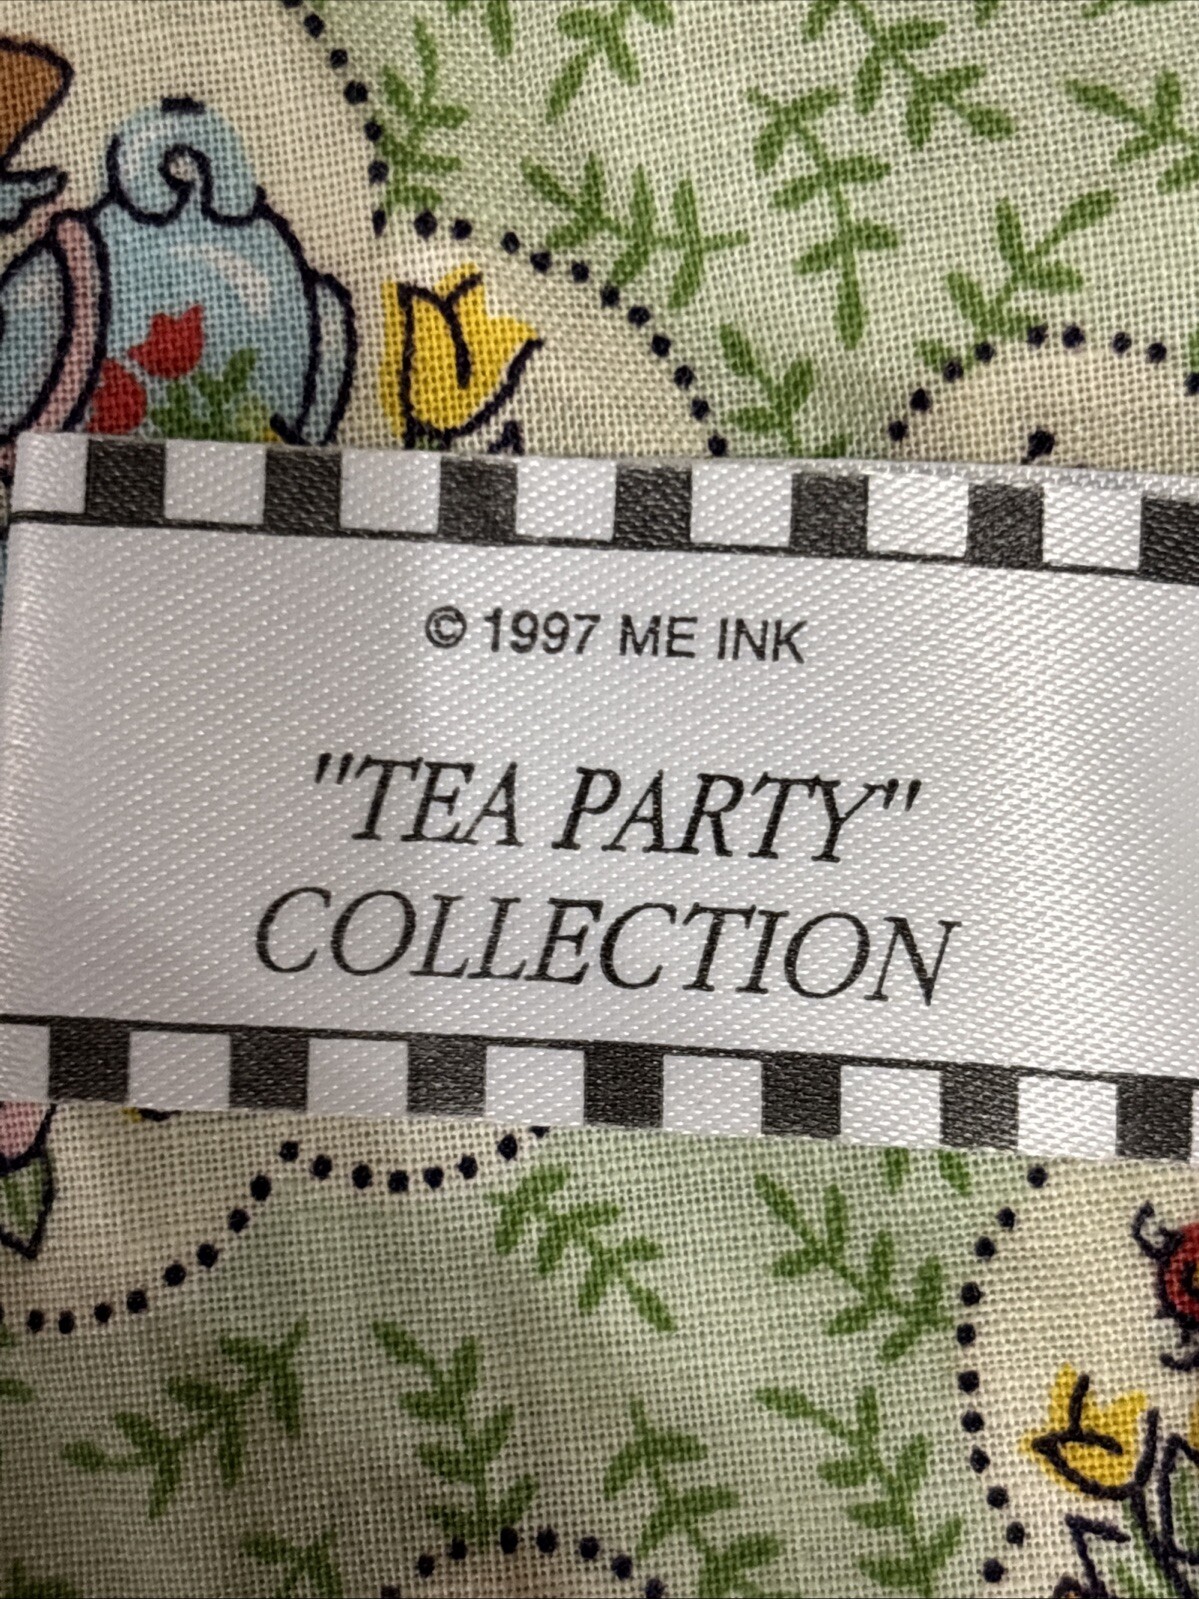 © 1997 ME INK
"TEA PARTY"
COLLECTION